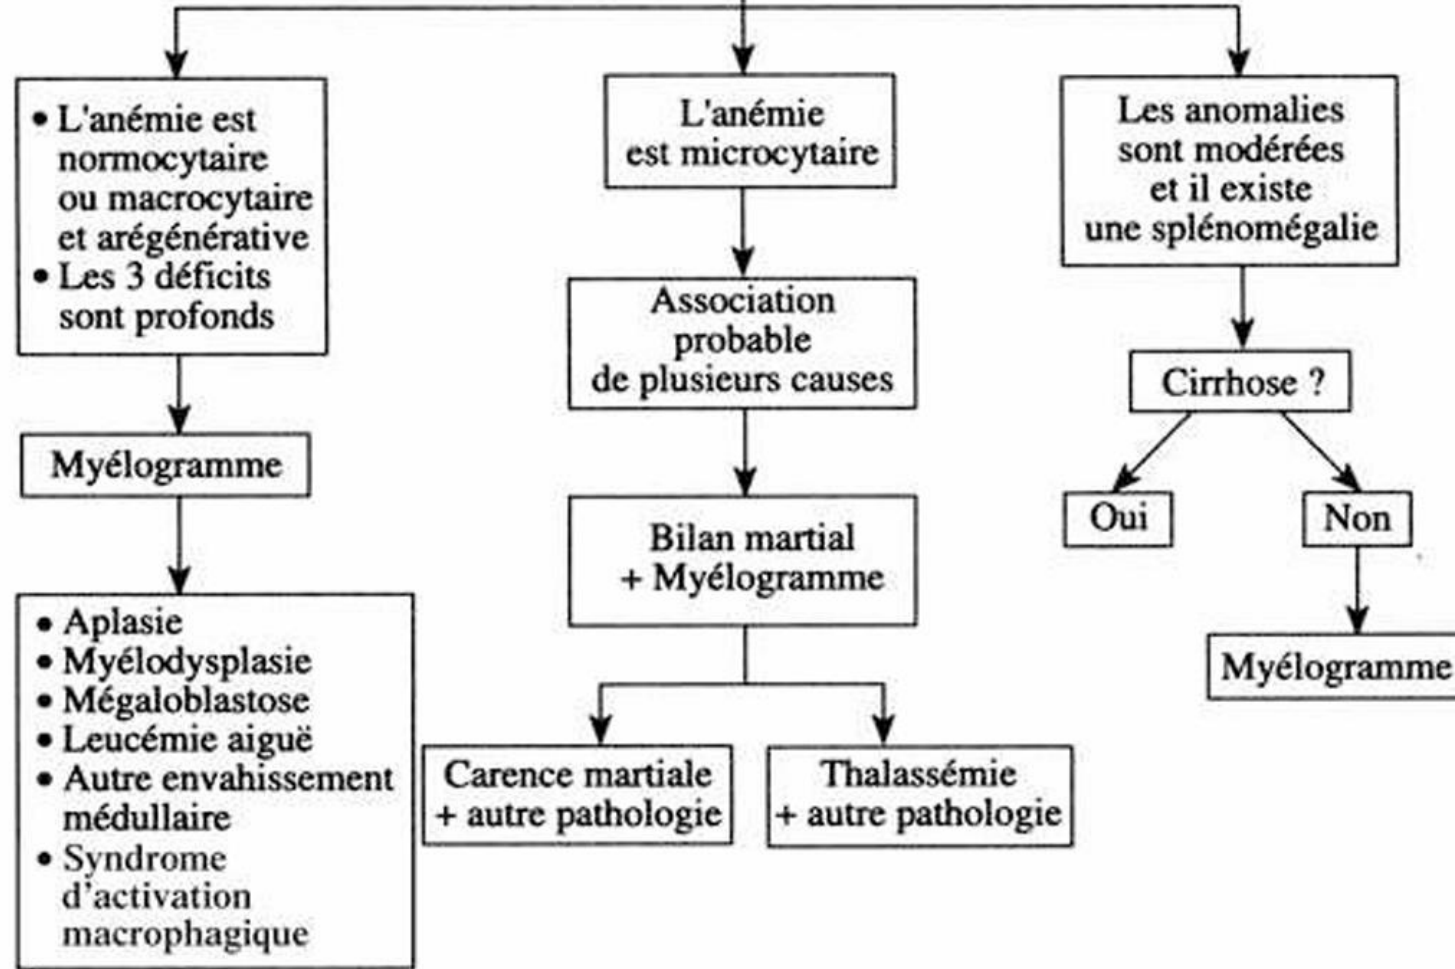 • L'anémie est
normocytaire
ou macrocytaire
et arégénérative
• Les 3 déficits
sont profonds
Myélogramme
• Aplasie
• Myélodysplasie
• Mégaloblastose
• Leucémie aiguë
• Autre envahissement
médullaire
• Syndrome
d'activation
macrophagique
L'anémie
est microcytaire
Association
probable
de plusieurs causes
Bilan martial
+ Myélogramme
Carence martiale
+ autre pathologie
Thalassémie
+ autre pathologie
Les anomalies
sont modérées
et il existe
une splénomégalie
Cirrhose ?
Oui
Non
Myélogramme